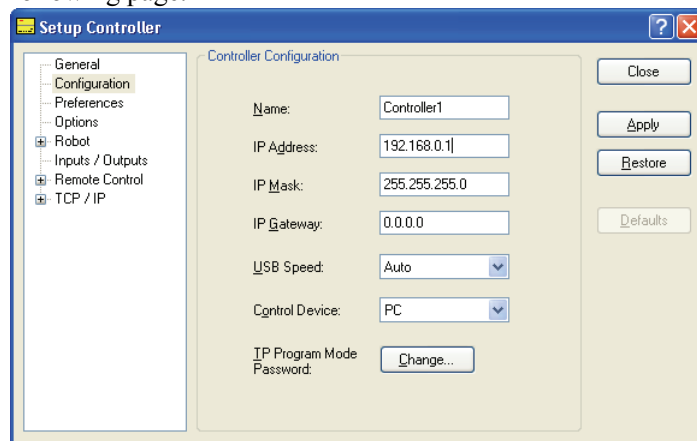 Setup Controller
General
Configuration
Preferences
Options
Robot
Inputs / Outputs
Remote Control
TCP / IP
Controller Configuration
Name: Controller1
IP Address: 192.168.0.1
IP Mask: 255.255.255.0
IP Gateway: 0.0.0.0
USB Speed: Auto
Control Device: PC
TP Program Mode
Password: Change...
Close
Apply
Restore
Defaults